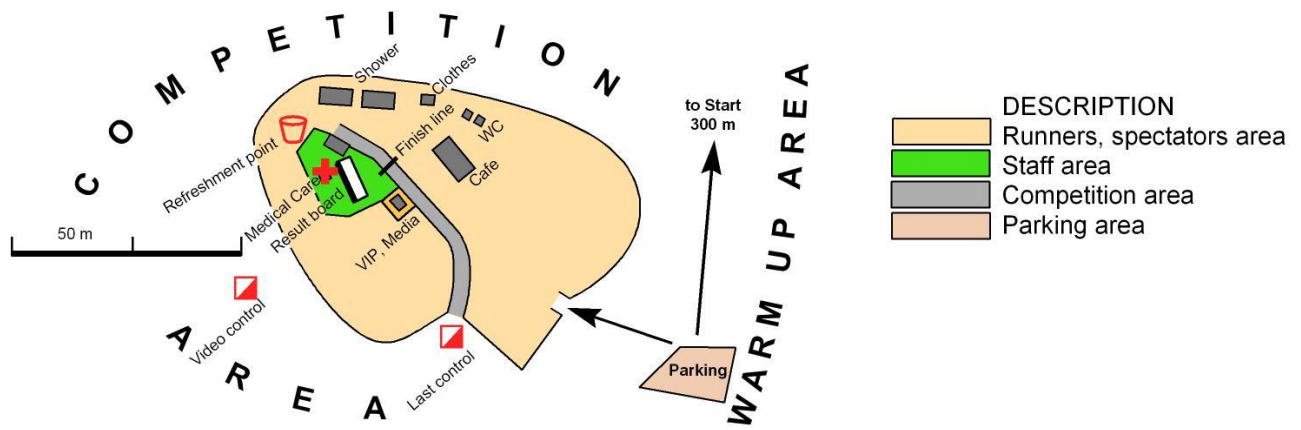 COMPETITION
AREA
Shower
Clothes
Finish line
WC
Cafe
Refreshment point
Medical Care
Result board
VIP, Media
50 m
Video control
Last control
to Start
300 m
Parking
WARM UP AREA
DESCRIPTION
Runners, spectators area
Staff area
Competition area
Parking area